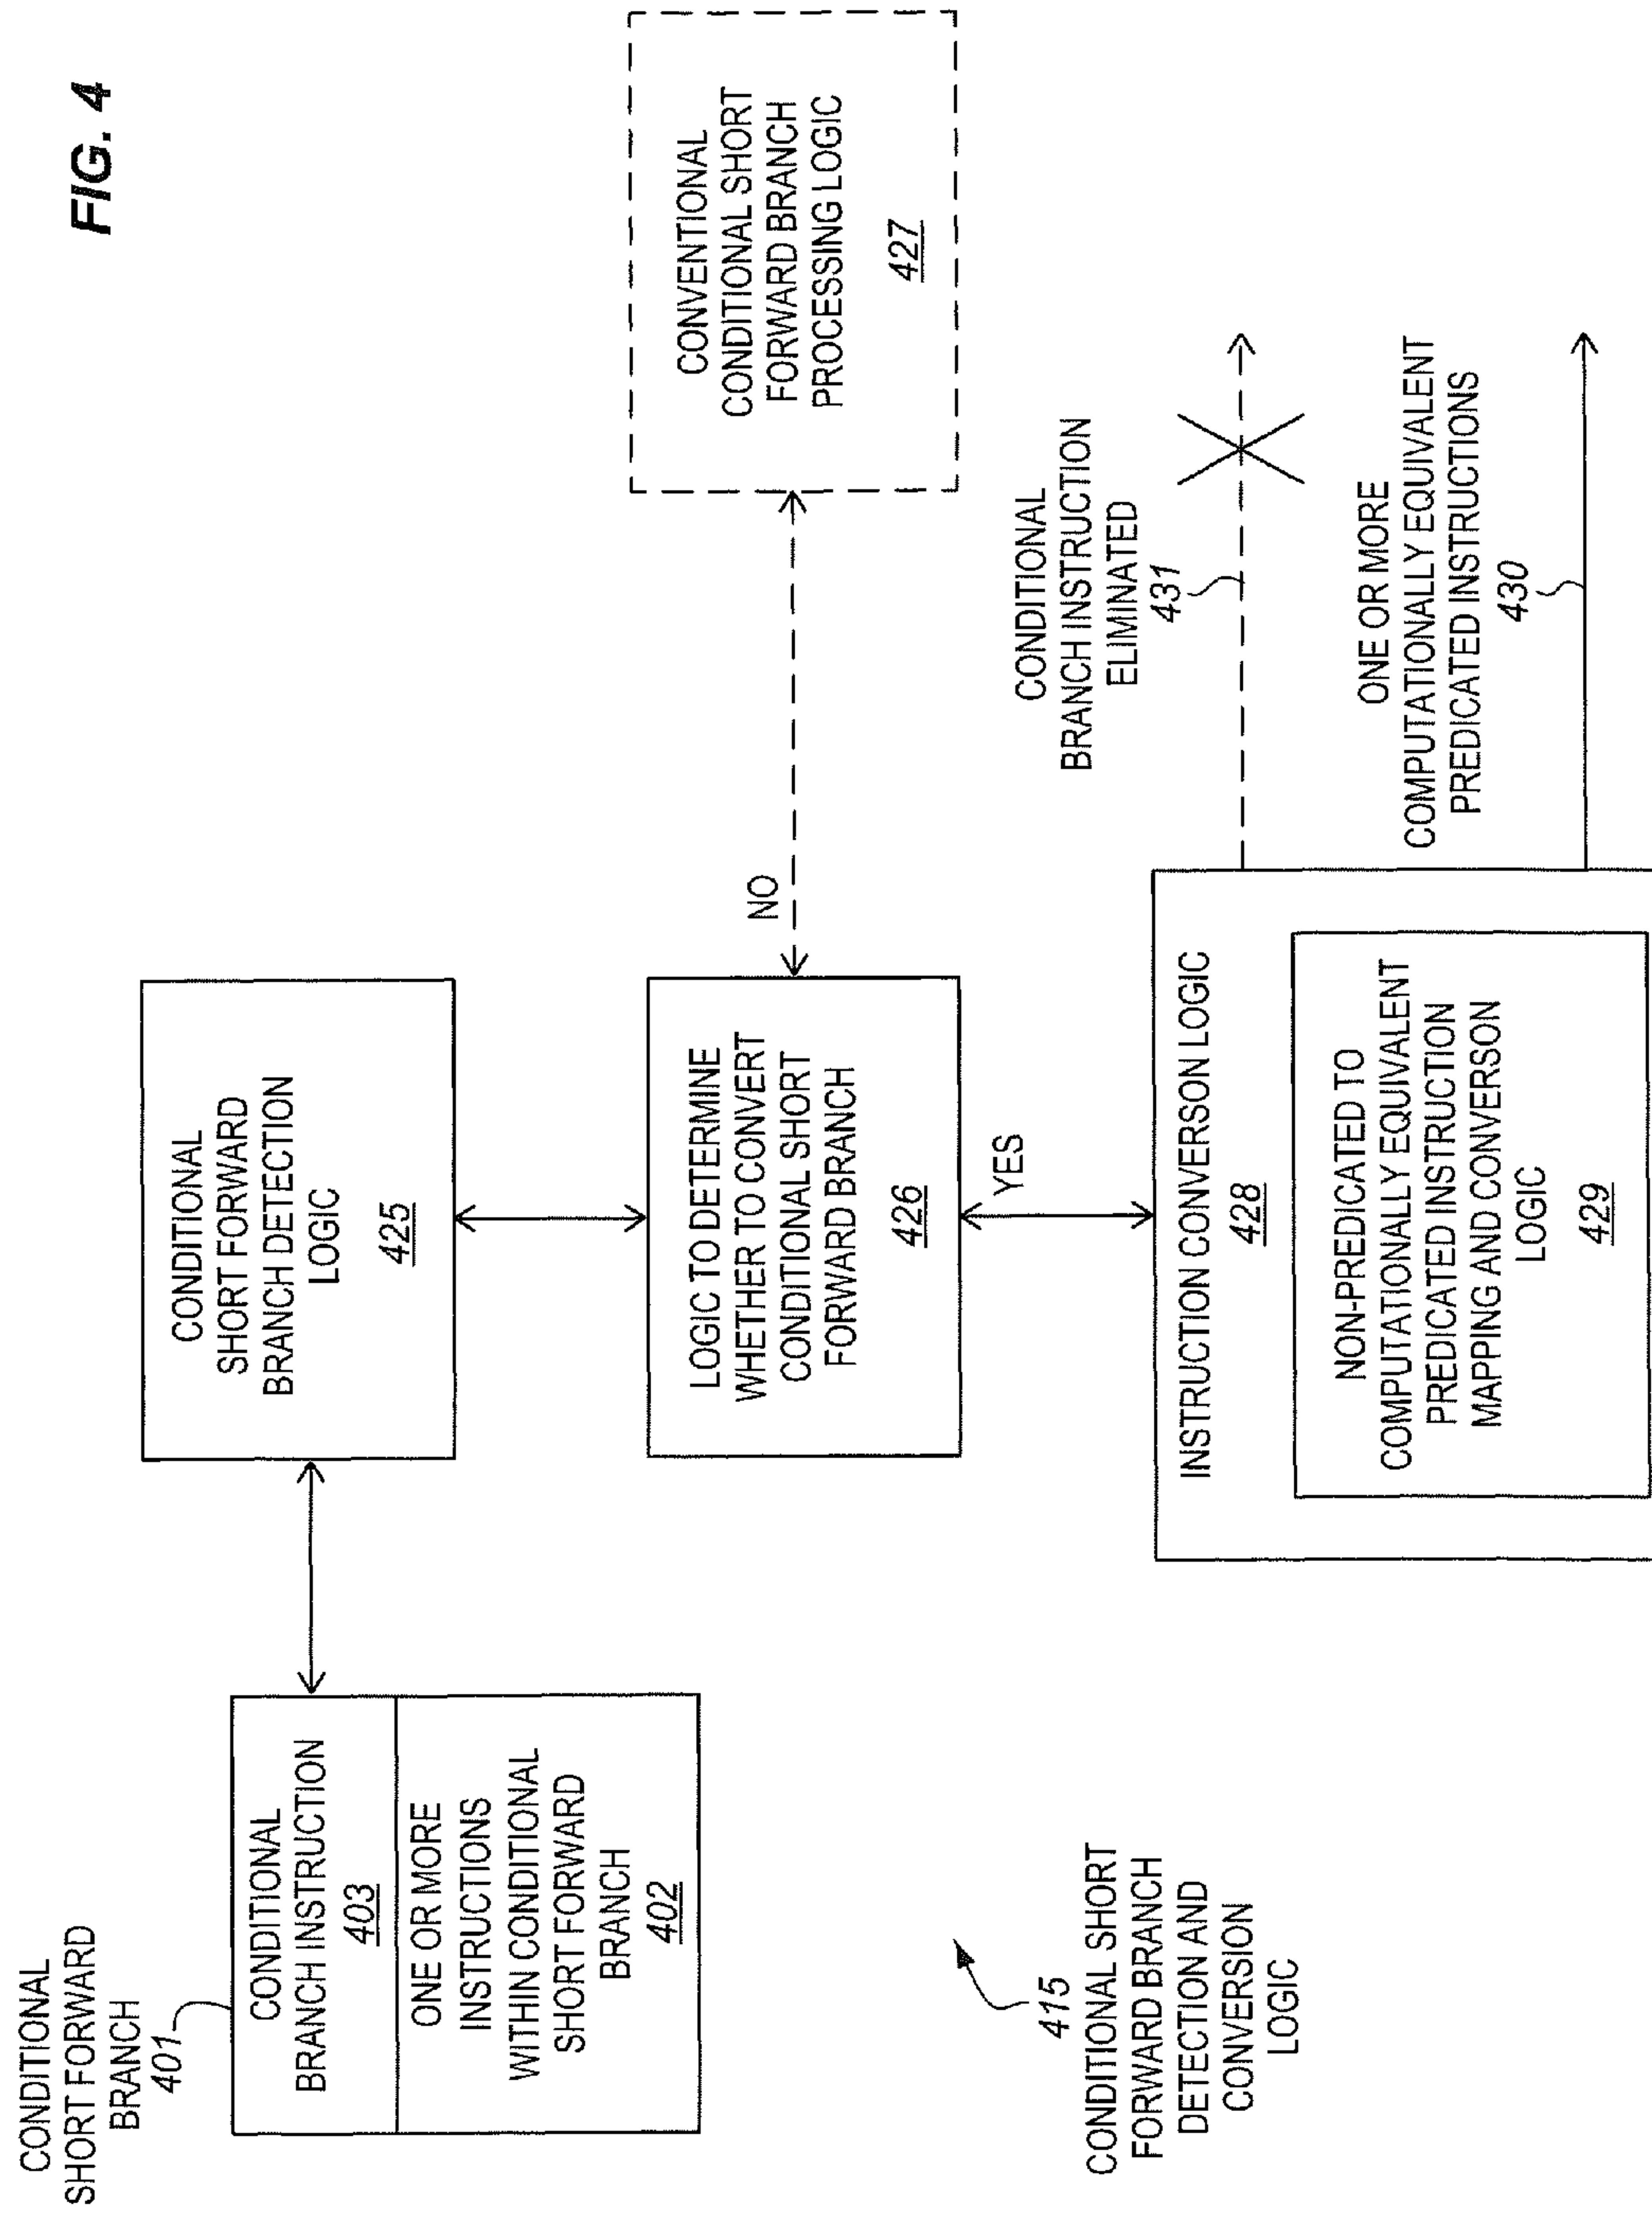 FIG. 4
CONDITIONAL
SHORT FORWARD
BRANCH
401
CONDITIONAL
BRANCH INSTRUCTION
403
ONE OR MORE
INSTRUCTIONS
WITHIN CONDITIONAL
SHORT FORWARD
BRANCH
402
CONDITIONAL
SHORT FORWARD
BRANCH DETECTION
LOGIC
425
LOGIC TO DETERMINE
WHETHER TO CONVERT
CONDITIONAL SHORT
FORWARD BRANCH
426
NO
CONVENTIONAL
CONDITIONAL SHORT
FORWARD BRANCH
PROCESSING LOGIC
427
YES
INSTRUCTION CONVERSON LOGIC
428
NON-PREDICATED TO
COMPUTATIONALLY EQUIVALENT
PREDICATED INSTRUCTION
MAPPING AND CONVERSON
LOGIC
429
CONDITIONAL
BRANCH INSTRUCTION
ELIMINATED
431
ONE OR MORE
COMPUTATIONALLY EQUIVALENT
PREDICATED INSTRUCTIONS
430
415
CONDITIONAL SHORT
FORWARD BRANCH
DETECTION AND
CONVERSION
LOGIC